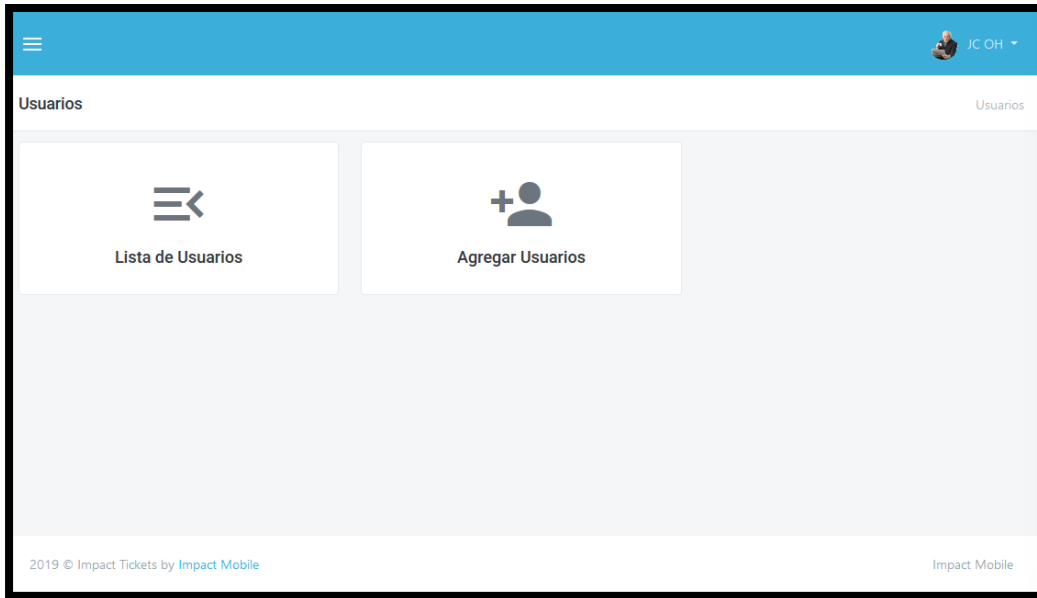 JC OH
Usuarios
Usuarios
Lista de Usuarios
Agregar Usuarios
2019 © Impact Tickets by Impact Mobile
Impact Mobile